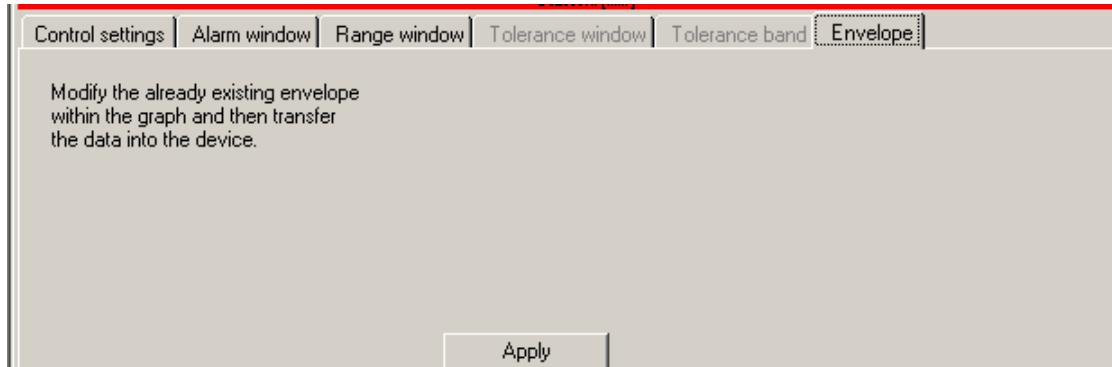 Control settings Alarm window Range window Tolerance window Tolerance band Envelope
Modify the already existing envelope
within the graph and then transfer
the data into the device.
Apply